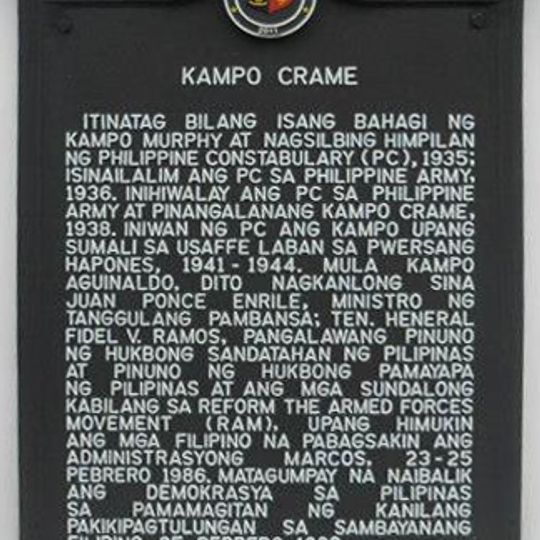 2011
KAMPO CRAME
ITINATAG BILANG ISANG BAHAGI NG
KAMPO MURPHY AT NAGSILBING HIMPILAN
NG PHILIPPINE CONSTABULARY (PC), 1935;
ISINAILALIM ANG PC SA PHILIPPINE ARMY,
1936. INIHIWALAY ANG PC SA PHILIPPINE
ARMY AT PINANGALANANG KAMPO CRAME,
1938. INIWAN NG PC ANG KAMPO UPANG
SUMALI SA USAFFE LABAN SA PWERSANG
HAPONES, 1941-1944. MULA KAMPO
AGUINALDO, DITO NAGKANLONG SINA
JUAN PONCE ENRILE, MINISTRO NG
TANGGULANG PAMBANSA; TEN. HENERAL
FIDEL V. RAMOS, PANGALAWANG PINUNO
NG HUKBONG SANDATAHAN NG PILIPINAS
AT PINUNO NG HUKBONG PAMAYAPA
NG PILIPINAS AT ANG MGA SUNDALONG
KABILANG SA REFORM THE ARMED FORCES
MOVEMENT (RAM), UPANG HIMUKIN
ANG MGA FILIPINO NA PABAGSAKIN ANG
ADMINISTRASYONG MARCOS, 23-25
PEBRERO 1986. MATAGUMPAY NA NAIBALIK
ANG DEMOKRASYA SA PILIPINAS
SA PAMAMAGITAN NG KANILANG
PAKIKIPAGTULUNGAN SA SAMBAYANANG